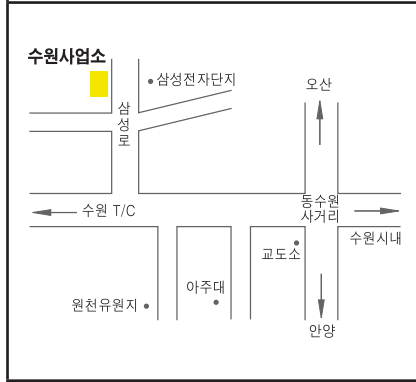 수원사업소
삼성전자단지
오산
삼성로
수원 T/C
동수원
사거리
수원시내
교도소
아주대
원천유원지
안양